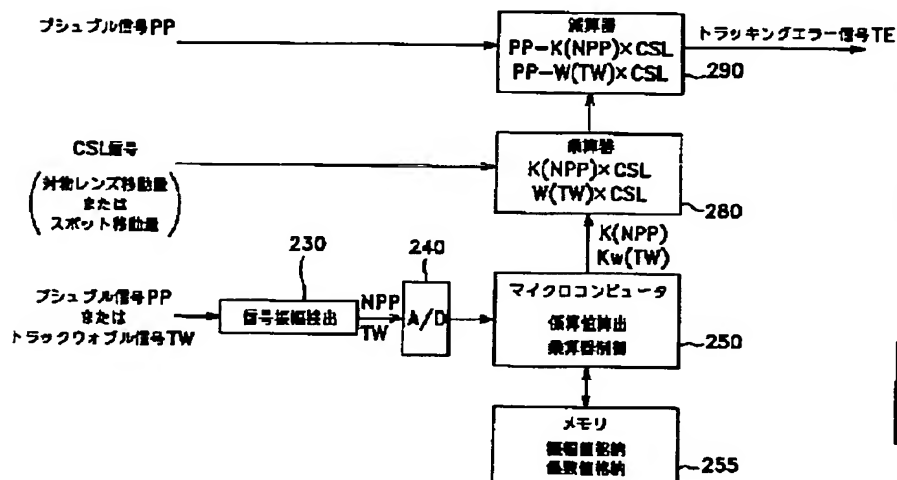 プシュプル信号PP
減算器
PP-K(NPP)×CSL
PP-W(TW)×CSL
290
トラッキングエラー信号TE
CSL信号
(対物レンズ移動量
または
スポット移動量)
乗算器
K(NPP)×CSL
W(TW)×CSL
280
K(NPP)
Kw(TW)
プシュプル信号PP
または
トラックウォブル信号TW
230
信号振幅検出
NPP
TW
240
A/D
マイクロコンピュータ
係算値算出
乗算器制御
250
メモリ
振幅値格納
係数値格納
255